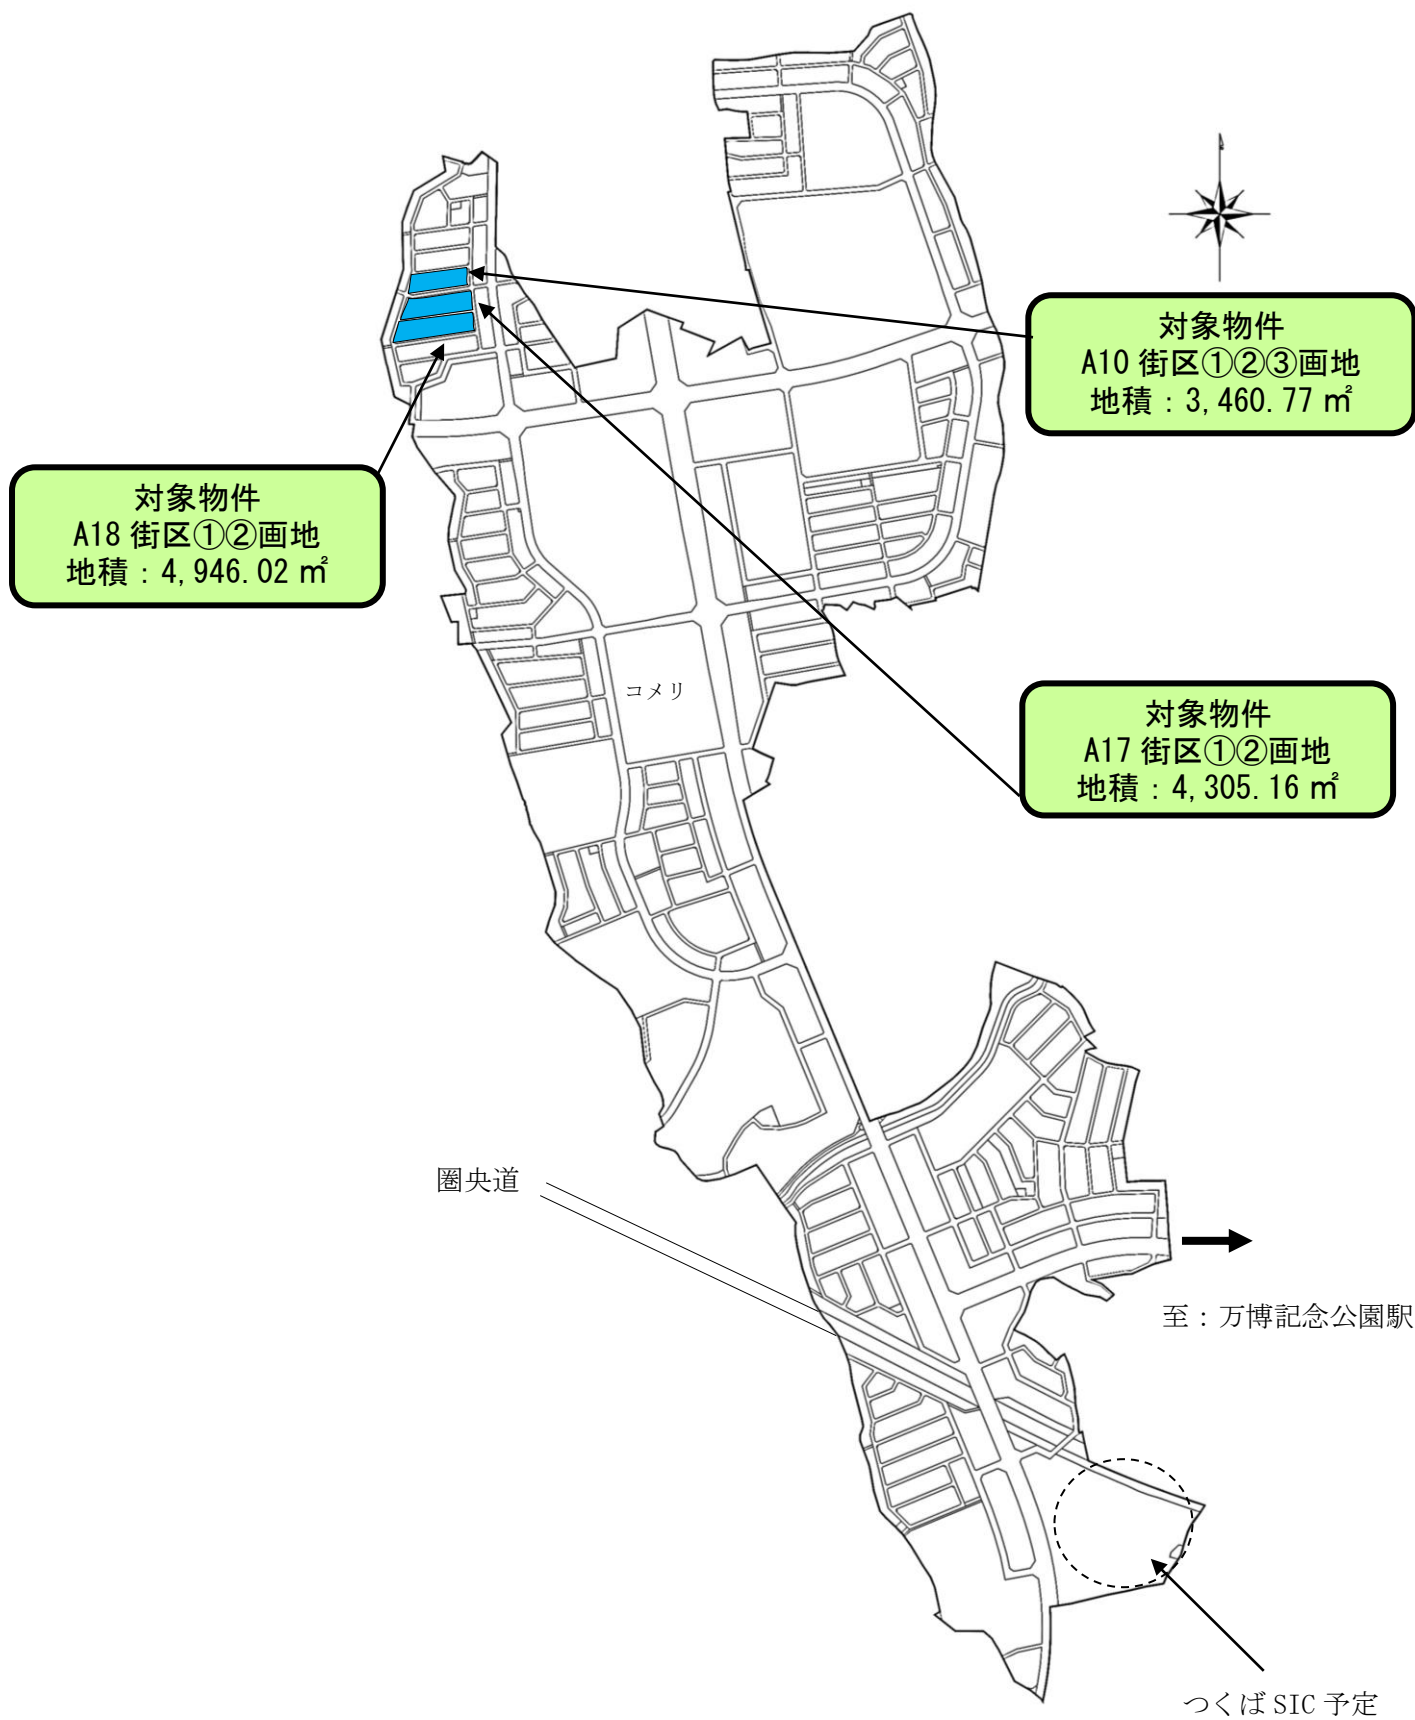 対象物件
A10 街区①②③画地
地積：3,460.77 ㎡
対象物件
A18 街区①②画地
地積：4,946.02 ㎡
コメリ
対象物件
A17 街区①②画地
地積：4,305.16 ㎡
圏央道
至：万博記念公園駅
つくば SIC 予定